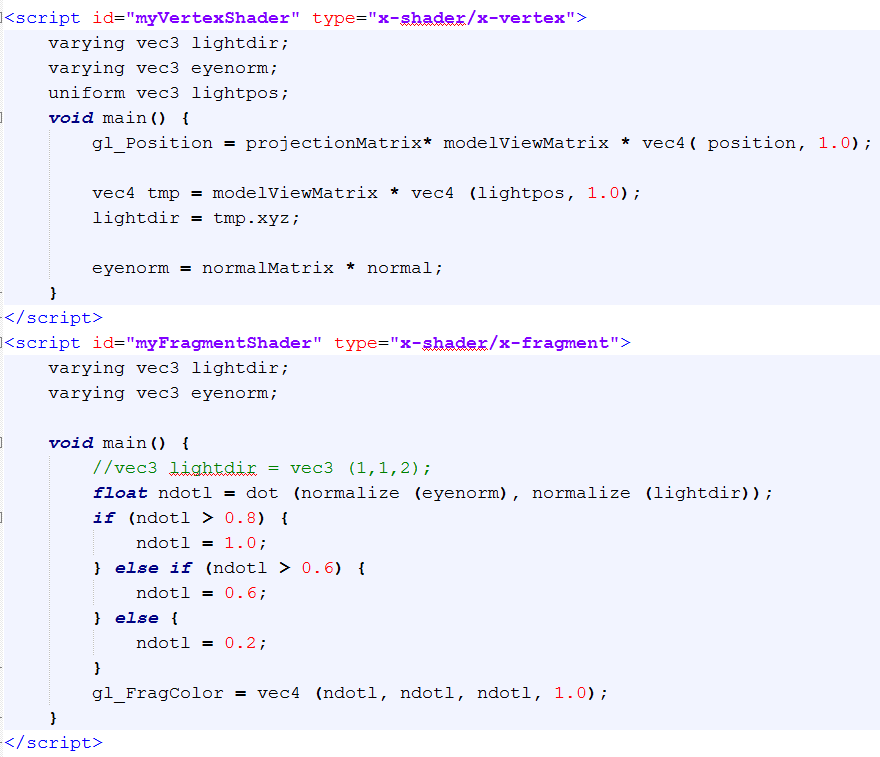 <script id="myVertexShader" type="x-shader/x-vertex">
    varying vec3 lightdir;
    varying vec3 eyenorm;
    uniform vec3 lightpos;
    void main() {
        gl_Position = projectionMatrix* modelViewMatrix * vec4( position, 1.0);

        vec4 tmp = modelViewMatrix * vec4 (lightpos, 1.0);
        lightdir = tmp.xyz;

        eyenorm = normalMatrix * normal;
    }
</script>
<script id="myFragmentShader" type="x-shader/x-fragment">
    varying vec3 lightdir;
    varying vec3 eyenorm;

    void main() {
        //vec3 lightdir = vec3 (1,1,2);
        float ndotl = dot (normalize (eyenorm), normalize (lightdir));
        if (ndotl > 0.8) {
            ndotl = 1.0;
        } else if (ndotl > 0.6) {
            ndotl = 0.6;
        } else {
            ndotl = 0.2;
        }
        gl_FragColor = vec4 (ndotl, ndotl, ndotl, 1.0);
    }
</script>